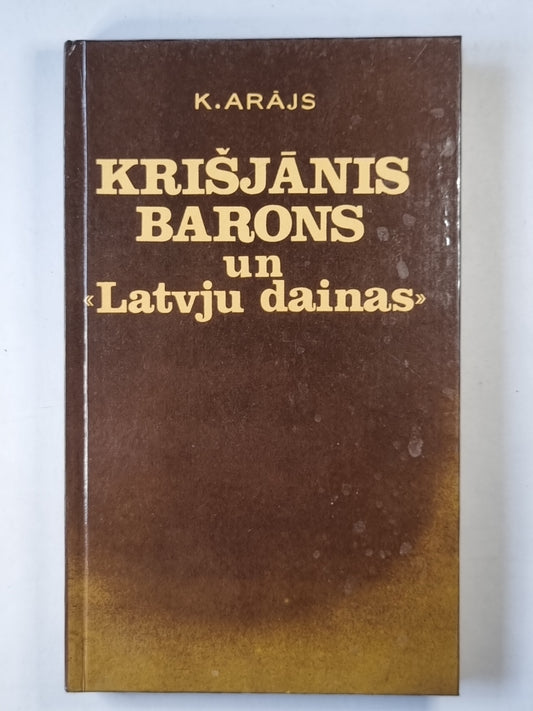 K. ARĀJS
KRIŠJĀNIS
BARONS
un
«Latvju dainas»